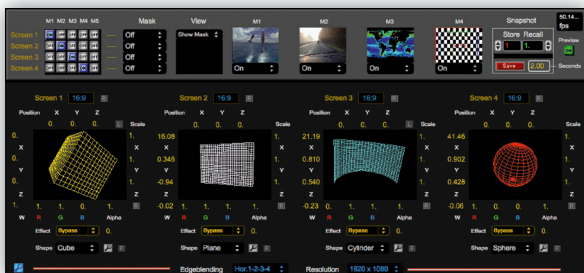 M1 M2 M3 M4 M5 Mask View M1 M2 M3 M4 Snapshot 50.14...
fps
Screen 1 Off Show Mask Store Recall
Screen 2 Off 1 1. Preview
Screen 3 Off
Screen 4 Off On On On On Save 2.00 Seconds
Screen 1 16:9 Screen 2 16:9 Screen 3 16:9 Screen 4 16:9
Position X Y Z Position X Y Z Position X Y Z Position X Y Z
0. 0. 0. Scale 0. 0. 0. Scale 0. 0. 0. Scale 0. 0. 0. Scale
0. 1. 16.08 1. 21.19 1. 41.46 1.
X X X X X X X X
0. 1. 0.346 1. 0.810 1. 0.902 1.
Y Y Y Y Y Y Y Y
0. 1. -0.94 1. 0.540 1. 0.428 1.
Z Z Z Z Z Z Z Z
1. 1. 1. 1. 0. -0.02 1. 1. 1. 0. -0.23 1. 1. 1. 0. -0.06 1. 1. 1. 0.
W R G B Alpha W R G B Alpha W R G B Alpha W R G B Alpha
Effect Bypass 0. Effect Bypass 0. Effect Bypass 0. Effect Bypass 0.
Shape Cube Shape Plane Shape Cylinder Shape Sphere
Edgeblending Hor.1-2-3-4 Resolution 1920 x 1080